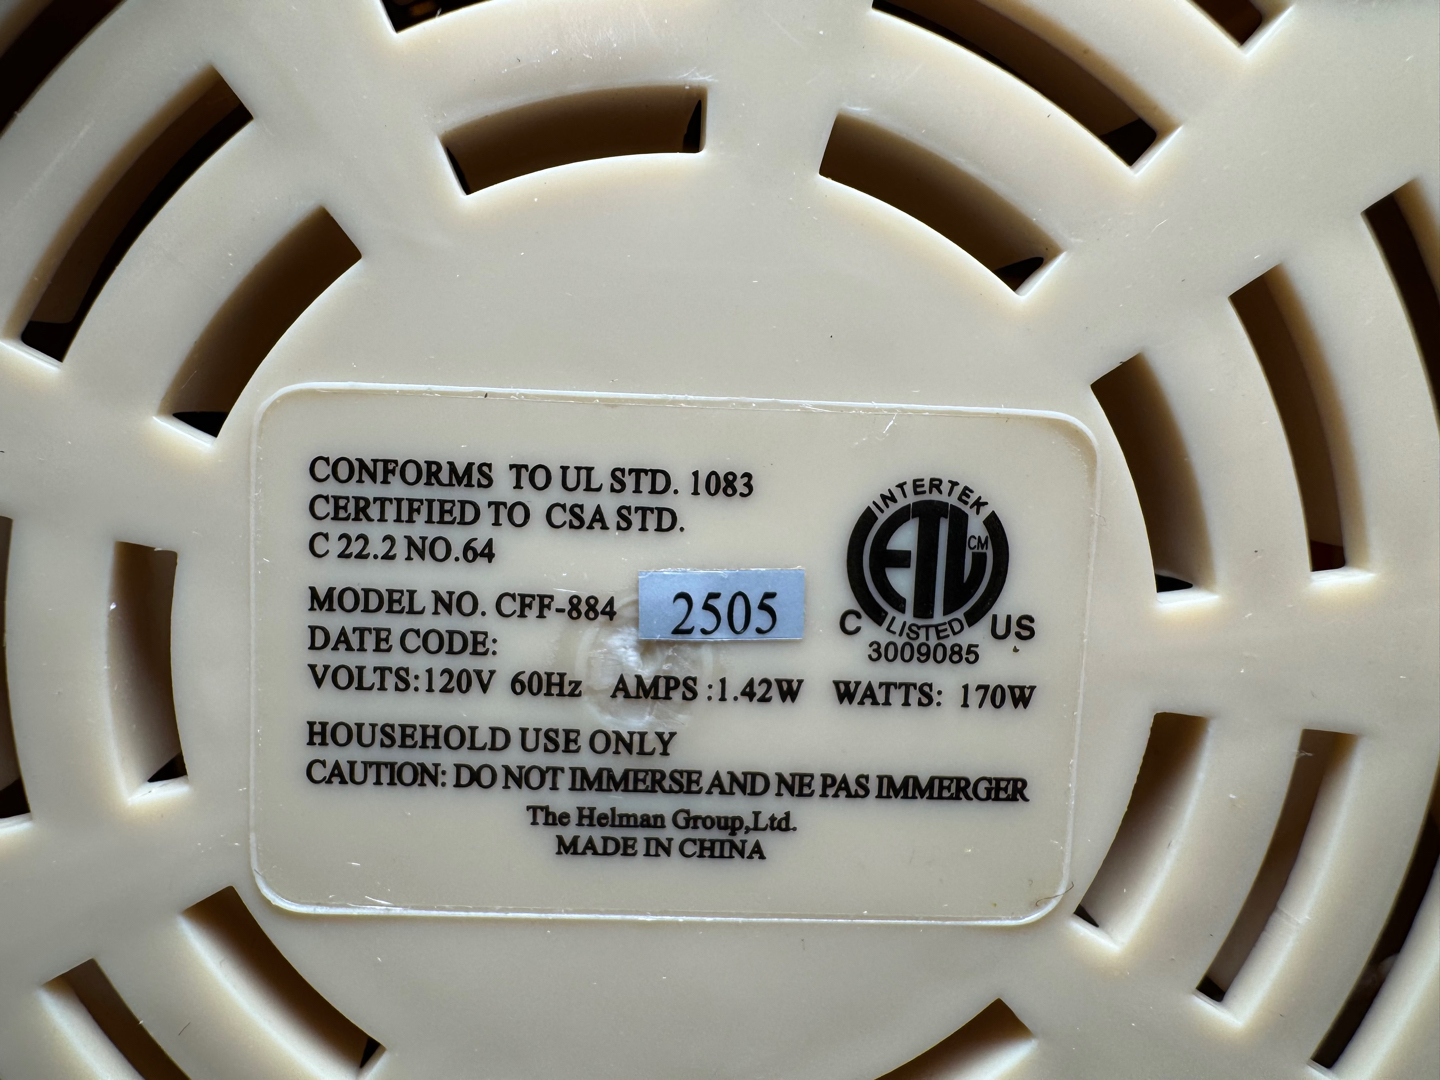 CONFORMS TO UL STD. 1083
CERTIFIED TO CSA STD.
C 22.2 NO.64
MODEL NO. CFF-884
2505
DATE CODE:
VOLTS:120V 60Hz AMPS :1.42W WATTS: 170W
HOUSEHOLD USE ONLY
CAUTION: DO NOT IMMERSE AND NE PAS IMMERGER
The Helman Group,Ltd.
MADE IN CHINA
INTERTEK
ETL CM
LISTED
C US
3009085